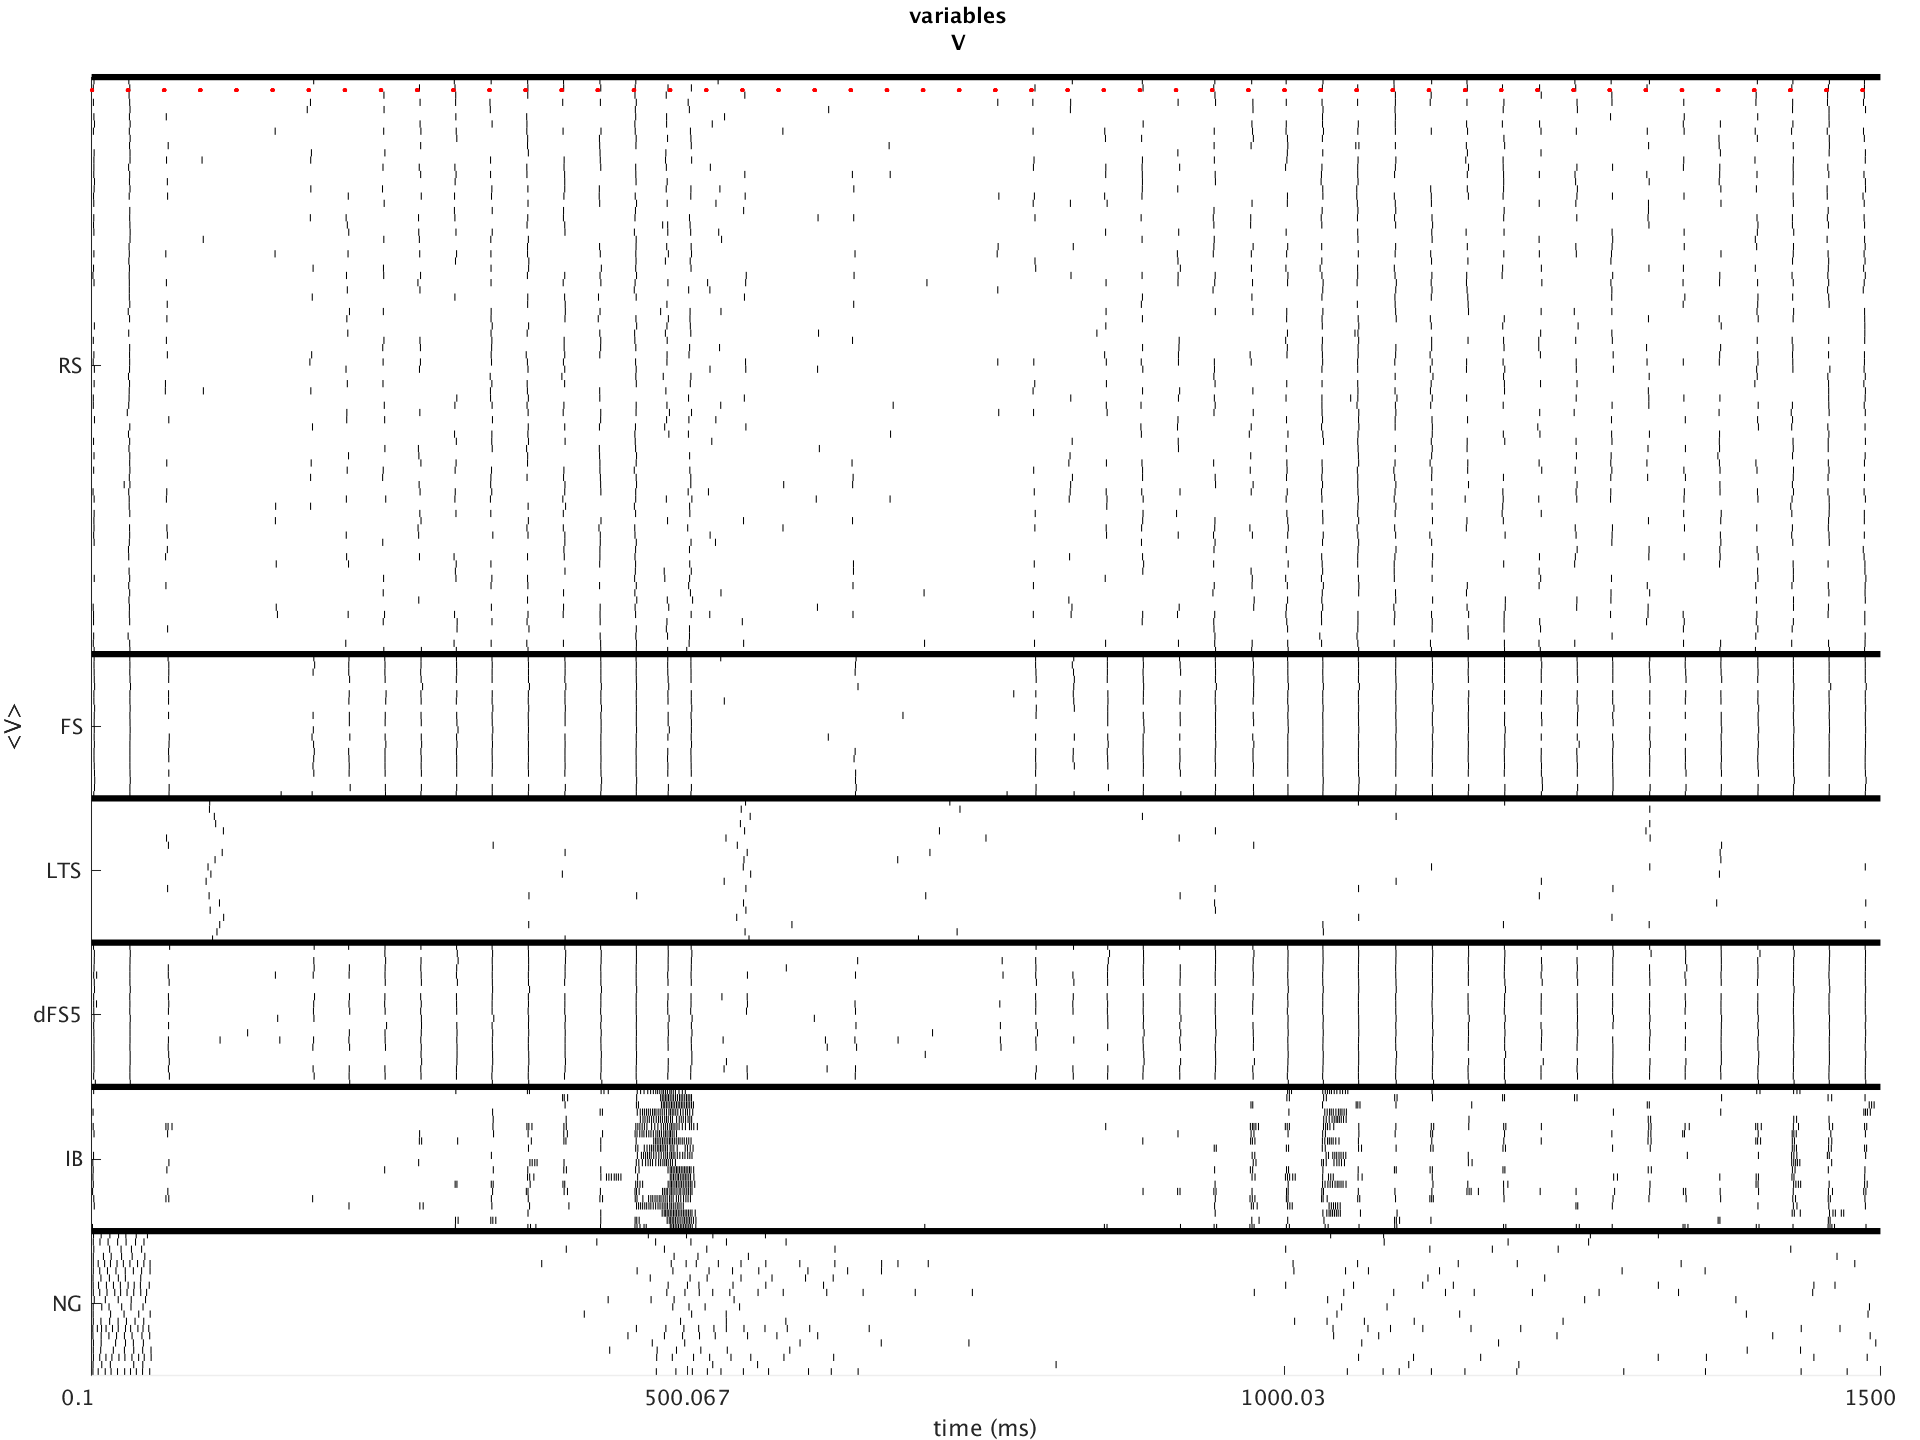 variables
V
RS
FS
LTS
dFS5
IB
NG
<V>
0.1
500.067
1000.03
1500
time (ms)